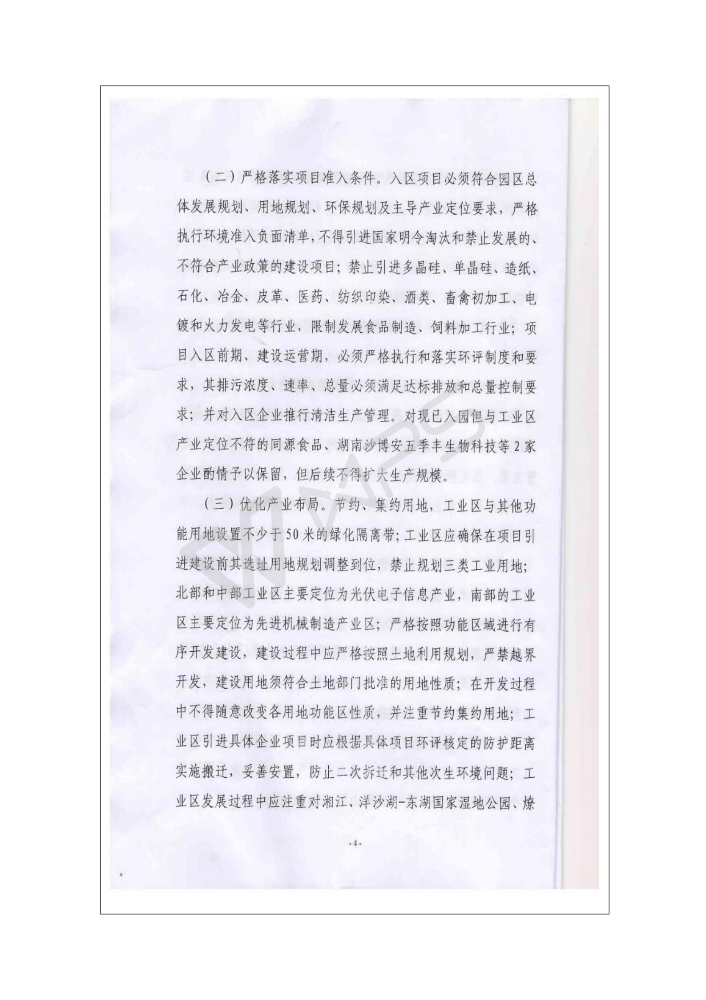 （二）严格落实项目准入条件。入区项目必须符合园区总
体发展规划、用地规划、环保规划及主导产业定位要求，严格
执行环境准入负面清单，不得引进国家明令淘汰和禁止发展的、
不符合产业政策的建设项目；禁止引进多晶硅、单晶硅、造纸、
石化、冶金、皮革、医药、纺织印染、酒类、畜禽初加工、电
镀和火力发电等行业，限制发展食品制造、饲料加工行业；项
目入区前期、建设运营期，必须严格执行和落实环评制度和要
求，其排污浓度、速率、总量必须满足达标排放和总量控制要
求；并对入区企业推行清洁生产管理。对现已入园但与工业区
产业定位不符的同源食品、湖南沙博安五季丰生物科技等 2 家
企业酌情予以保留，但后续不得扩大生产规模。
（三）优化产业布局。节约、集约用地，工业区与其他功
能用地设置不少于 50 米的绿化隔离带；工业区应确保在项目引
进建设前其选址用地规划调整到位，禁止规划三类工业用地；
北部和中部工业区主要定位为光伏电子信息产业，南部的工业
区主要定位为先进机械制造产业区；严格按照功能区域进行有
序开发建设，建设过程中应严格按照土地利用规划，严禁越界
开发，建设用地须符合土地部门批准的用地性质；在开发过程
中不得随意改变各用地功能区性质，并注重节约集约用地；工
业区引进具体企业项目时应根据具体项目环评核定的防护距离
实施搬迁，妥善安置，防止二次拆迁和其他次生环境问题；工
业区发展过程中应注重对湘江、洋沙湖-东湖国家湿地公园、燎
-4-
WPS